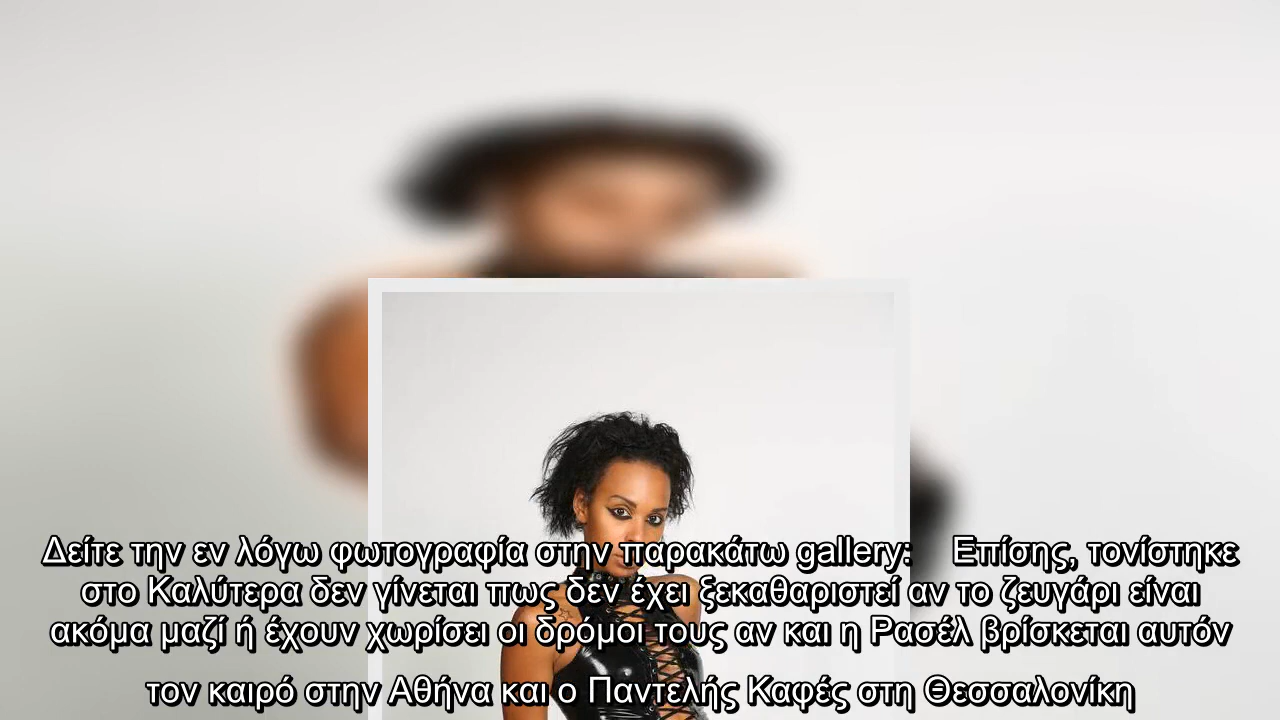 Δείτε την εν λόγω φωτογραφία στην παρακάτω gallery: Επίσης, τονίστηκε
στο Καλύτερα δεν γίνεται πως δεν έχει ξεκαθαριστεί αν το ζευγάρι είναι
ακόμα μαζί ή έχουν χωρίσει οι δρόμοι τους αν και η Ρασέλ βρίσκεται αυτόν
τον καιρό στην Αθήνα και ο Παντελής Καφές στη Θεσσαλονίκη